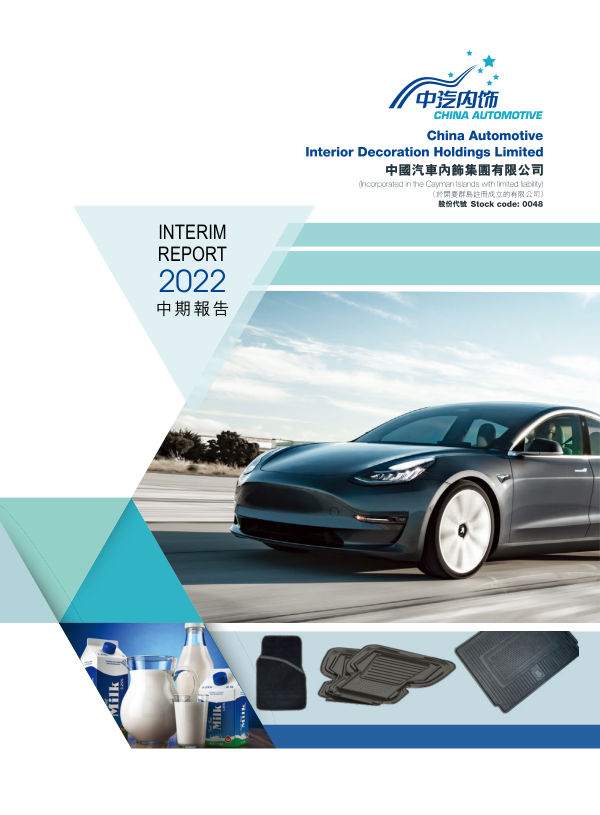 中汽内饰
CHINA AUTOMOTIVE
China Automotive
Interior Decoration Holdings Limited
中國汽車內飾集團有限公司
(Incorporated in the Cayman Islands with limited liability)
(於開曼群島註冊成立的有限公司)
股份代號 Stock code: 0048
INTERIM
REPORT
2022
中期報告
Milk
Milk